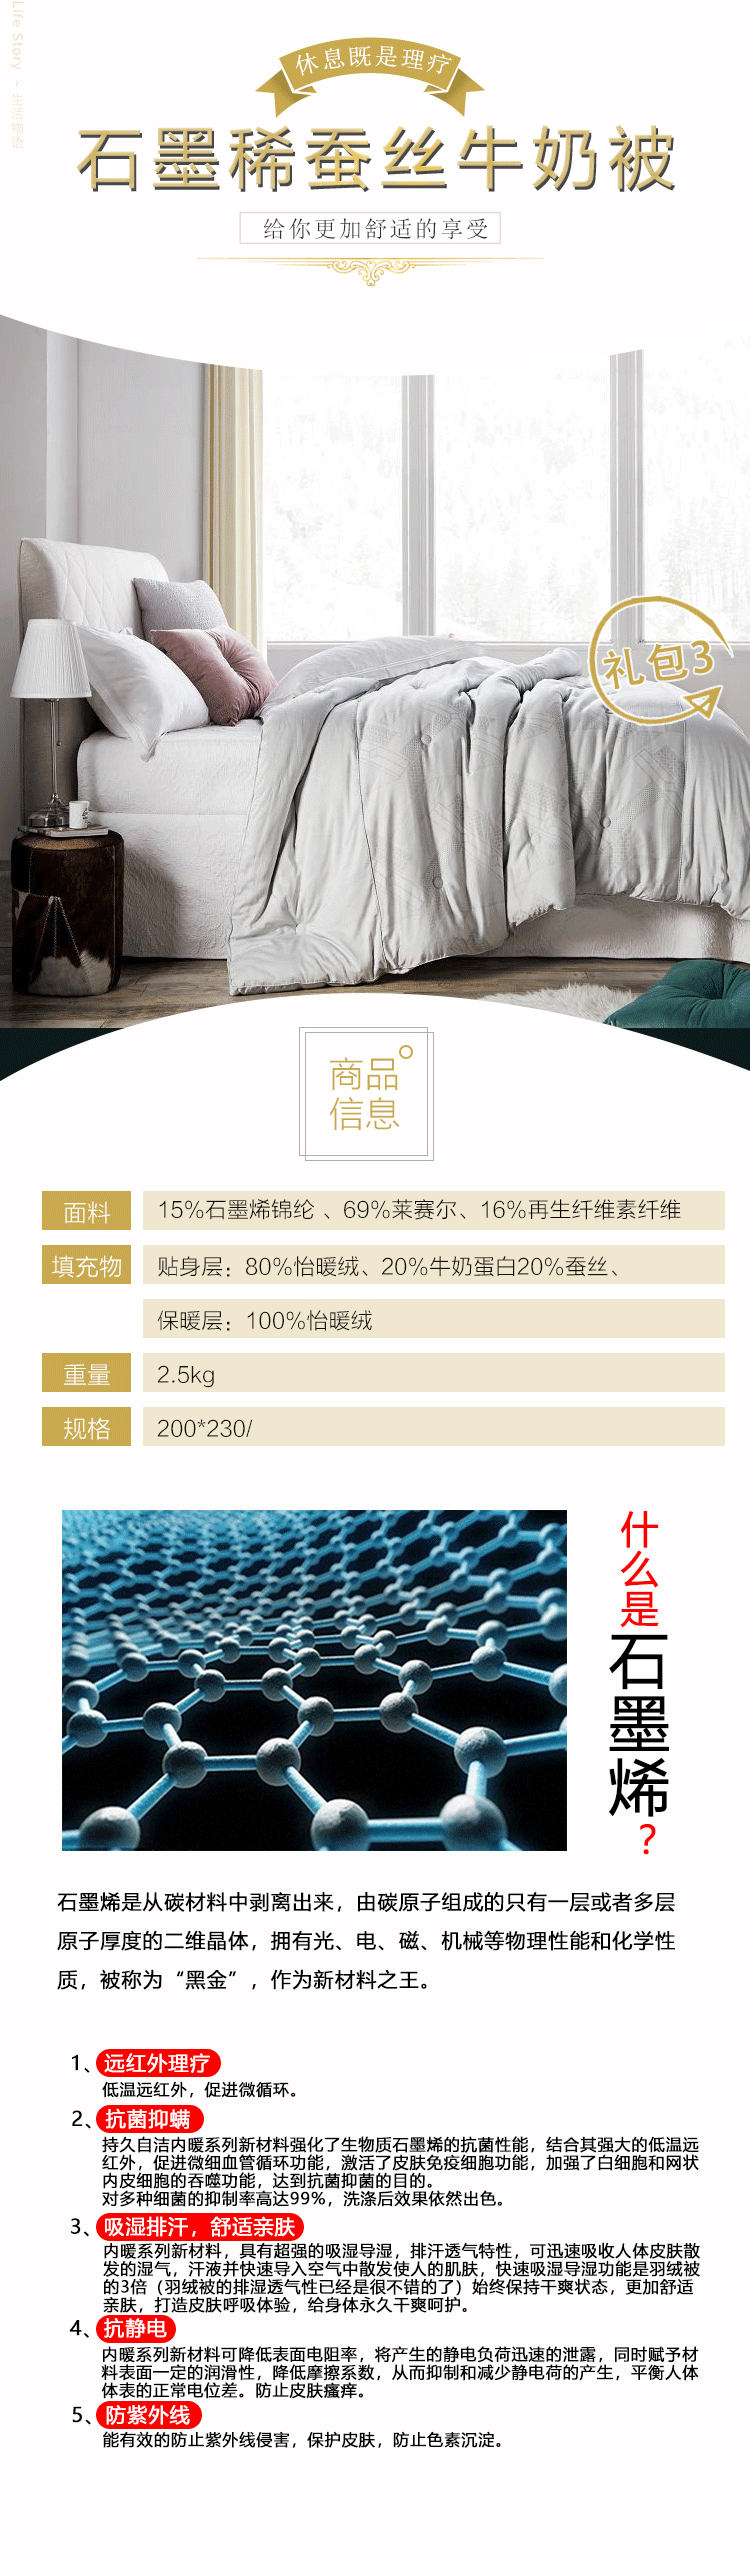 Life Story ~ 生活物语
休息既是理疗
石墨稀蚕丝牛奶被
给你更加舒适的享受
礼包3
商品
信息
面料 15%石墨烯锦纶 、69%莱赛尔、16%再生纤维素纤维
填充物 贴身层：80%怡暖绒、20%牛奶蛋白20%蚕丝、
保暖层：100%怡暖绒
重量 2.5kg
规格 200*230/
什么是石墨烯？
石墨烯是从碳材料中剥离出来，由碳原子组成的只有一层或者多层
原子厚度的二维晶体，拥有光、电、磁、机械等物理性能和化学性
质，被称为“黑金”，作为新材料之王。
1、远红外理疗
低温远红外，促进微循环。
2、抗菌抑螨
持久自洁内暖系列新材料强化了生物质石墨烯的抗菌性能，结合其强大的低温远
红外，促进微细血管循环功能，激活了皮肤免疫细胞功能，加强了白细胞和网状
内皮细胞的吞噬功能，达到抗菌抑菌的目的。
对多种细菌的抑制率高达99%，洗涤后效果依然出色。
3、吸湿排汗，舒适亲肤
内暖系列新材料，具有超强的吸湿导湿，排汗透气特性，可迅速吸收人体皮肤散
发的湿气，汗液并快速导入空气中散发使人的肌肤，快速吸湿导湿功能是羽绒被
的3倍（羽绒被的排湿透气性已经是很不错的了）始终保持干爽状态，更加舒适
亲肤，打造皮肤呼吸体验，给身体永久干爽呵护。
4、抗静电
内暖系列新材料可降低表面电阻率，将产生的静电负荷迅速的泄露，同时赋予材
料表面一定的润滑性，降低摩擦系数，从而抑制和减少静电荷的产生，平衡人体
体表的正常电位差。防止皮肤瘙痒。
5、防紫外线
能有效的防止紫外线侵害，保护皮肤，防止色素沉淀。